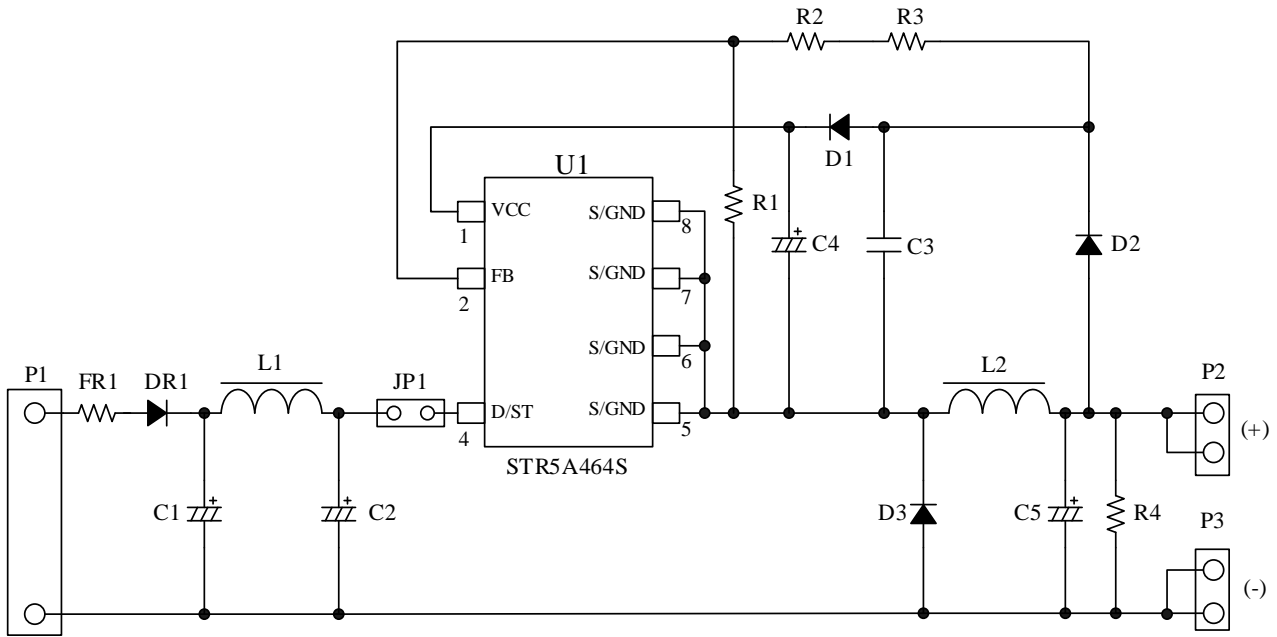 R2
R3
D1
U1
VCC
S/GND
1
8
R1
C4
C3
D2
FB
S/GND
2
7
S/GND
6
P1
FR1
DR1
L1
JP1
D/ST
S/GND
4
5
L2
P2
(+)
STR5A464S
C1
C2
D3
C5
R4
P3
(-)
+
+
+
+